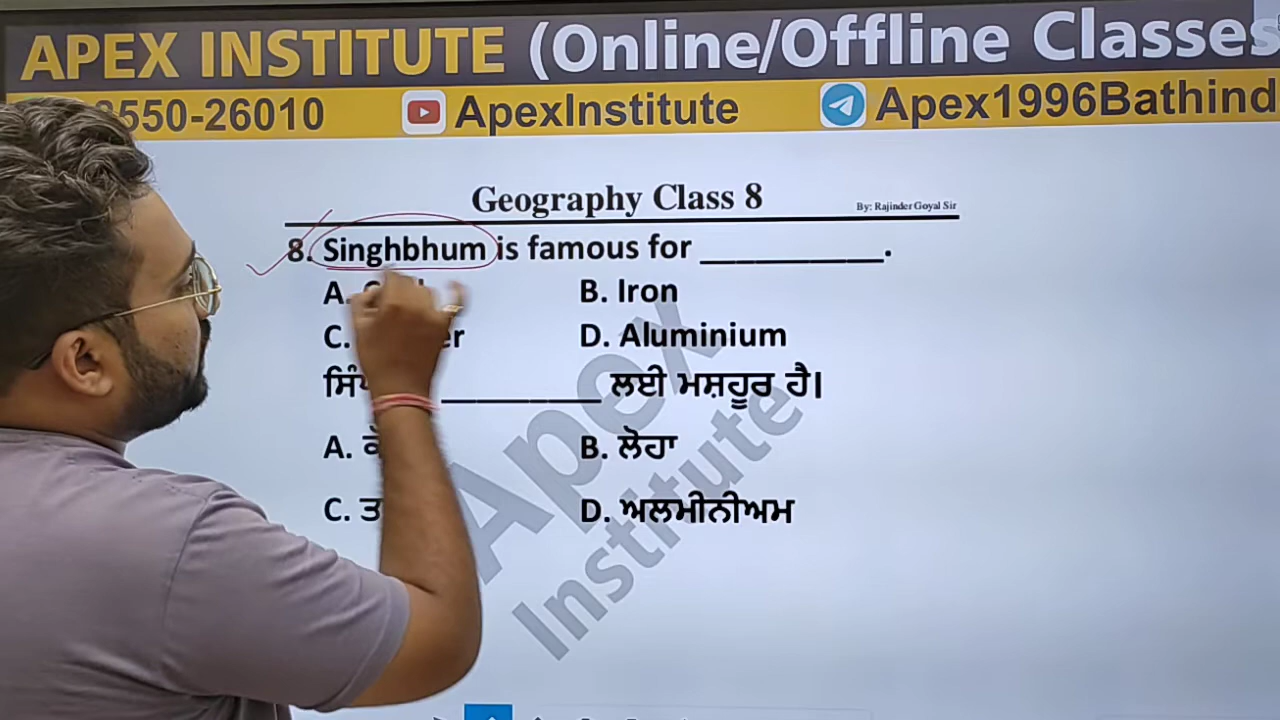 APEX INSTITUTE (Online/Offline Classes
550-26010 ApexInstitute Apex1996Bathind
Geography Class 8
By: Rajinder Goyal Sir
8. Singhbhum is famous for ___________.
A. B. Iron
C. D. Aluminium
__________ ਲਈ ਮਸ਼ਹੂਰ ਹੈ।
A. B. ਲੋਹਾ
C. D. ਅਲਮੀਨੀਅਮ
Apex
Institute